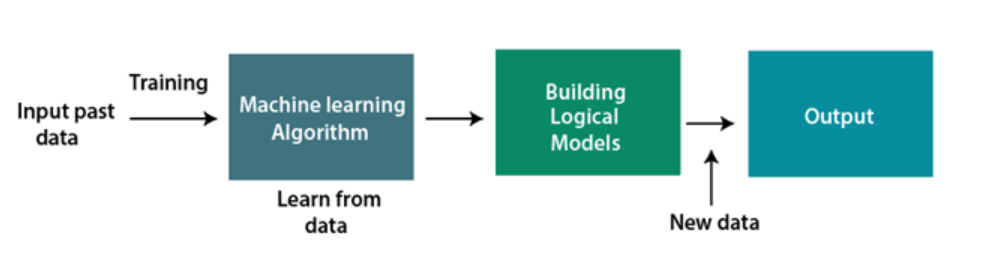 Training
Input past
data
Machine learning
Algorithm
Learn from
data
Building
Logical
Models
New data
Output